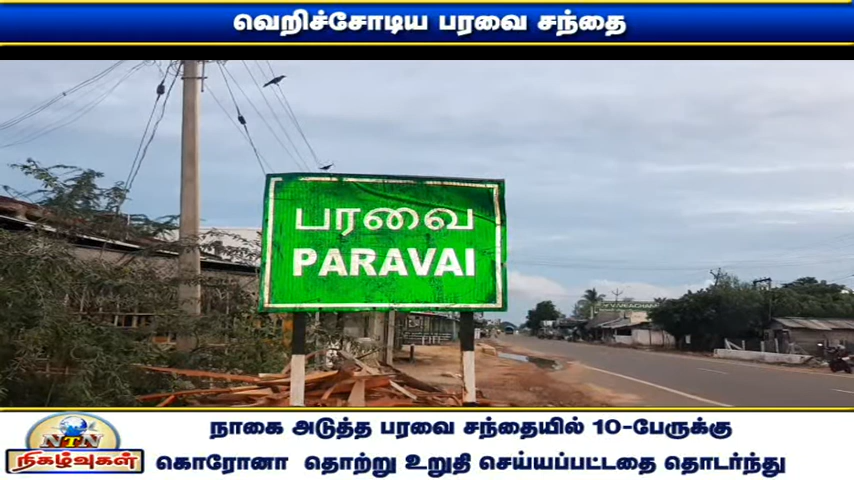 வெறிச்சோடிய பரவை சந்தை
பரவை
PARAVAI
நாகை அடுத்த பரவை சந்தையில் 10-பேருக்கு
கொரோனா தொற்று உறுதி செய்யப்பட்டதை தொடர்ந்து
NTN
நிகழ்வுகள்